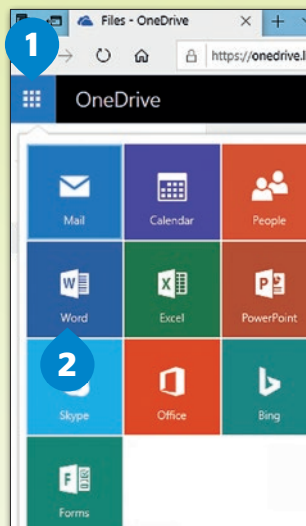 1
Files - OneDrive
https://onedrive.l
OneDrive
Mail
Calendar
People
Word
Excel
PowerPoint
2
Skype
Office
Bing
Forms